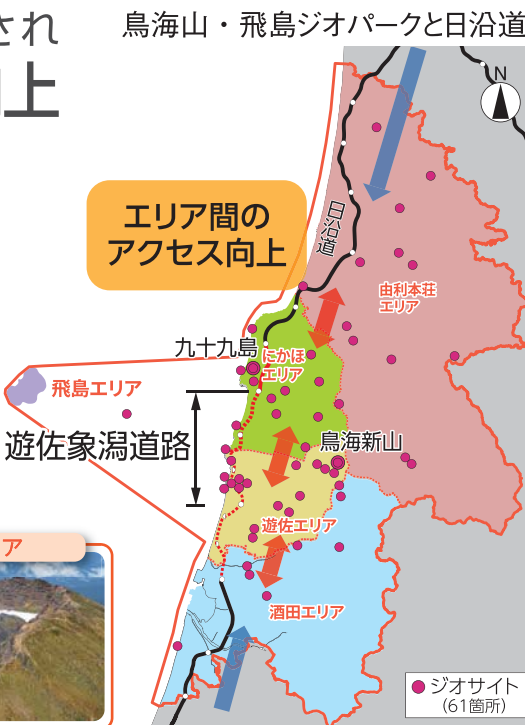 され
上
鳥海山・飛島ジオパークと日沿道
N
エリア間の
アクセス向上
日沿道
由利本荘
エリア
九十九島
にかほ
エリア
飛島エリア
遊佐象潟道路
鳥海新山
遊佐エリア
ア
酒田エリア
ジオサイト
(61箇所)